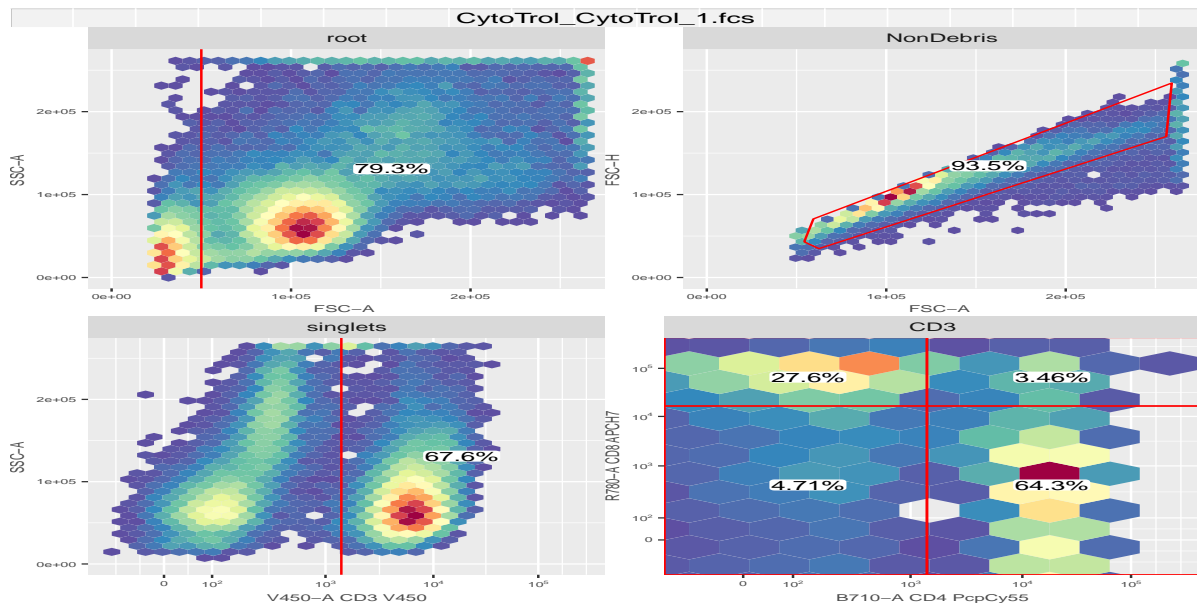 CytoTrol_CytoTrol_1.fcs
root
NonDebris
2e+05
1e+05
0e+00
SSC-A
79.3%
0e+00
1e+05
2e+05
FSC-A
2e+05
1e+05
0e+00
FSC-H
93.5%
0e+00
1e+05
2e+05
FSC-A
singlets
CD3
2e+05
1e+05
0e+00
SSC-A
67.6%
0
10²
10³
10⁴
10⁵
V450-A CD3 V450
10⁵
10⁴
10³
10²
0
R780-A CD8 APCH7
27.6%
3.46%
4.71%
64.3%
0
10²
10³
10⁴
10⁵
B710-A CD4 PcpCy55